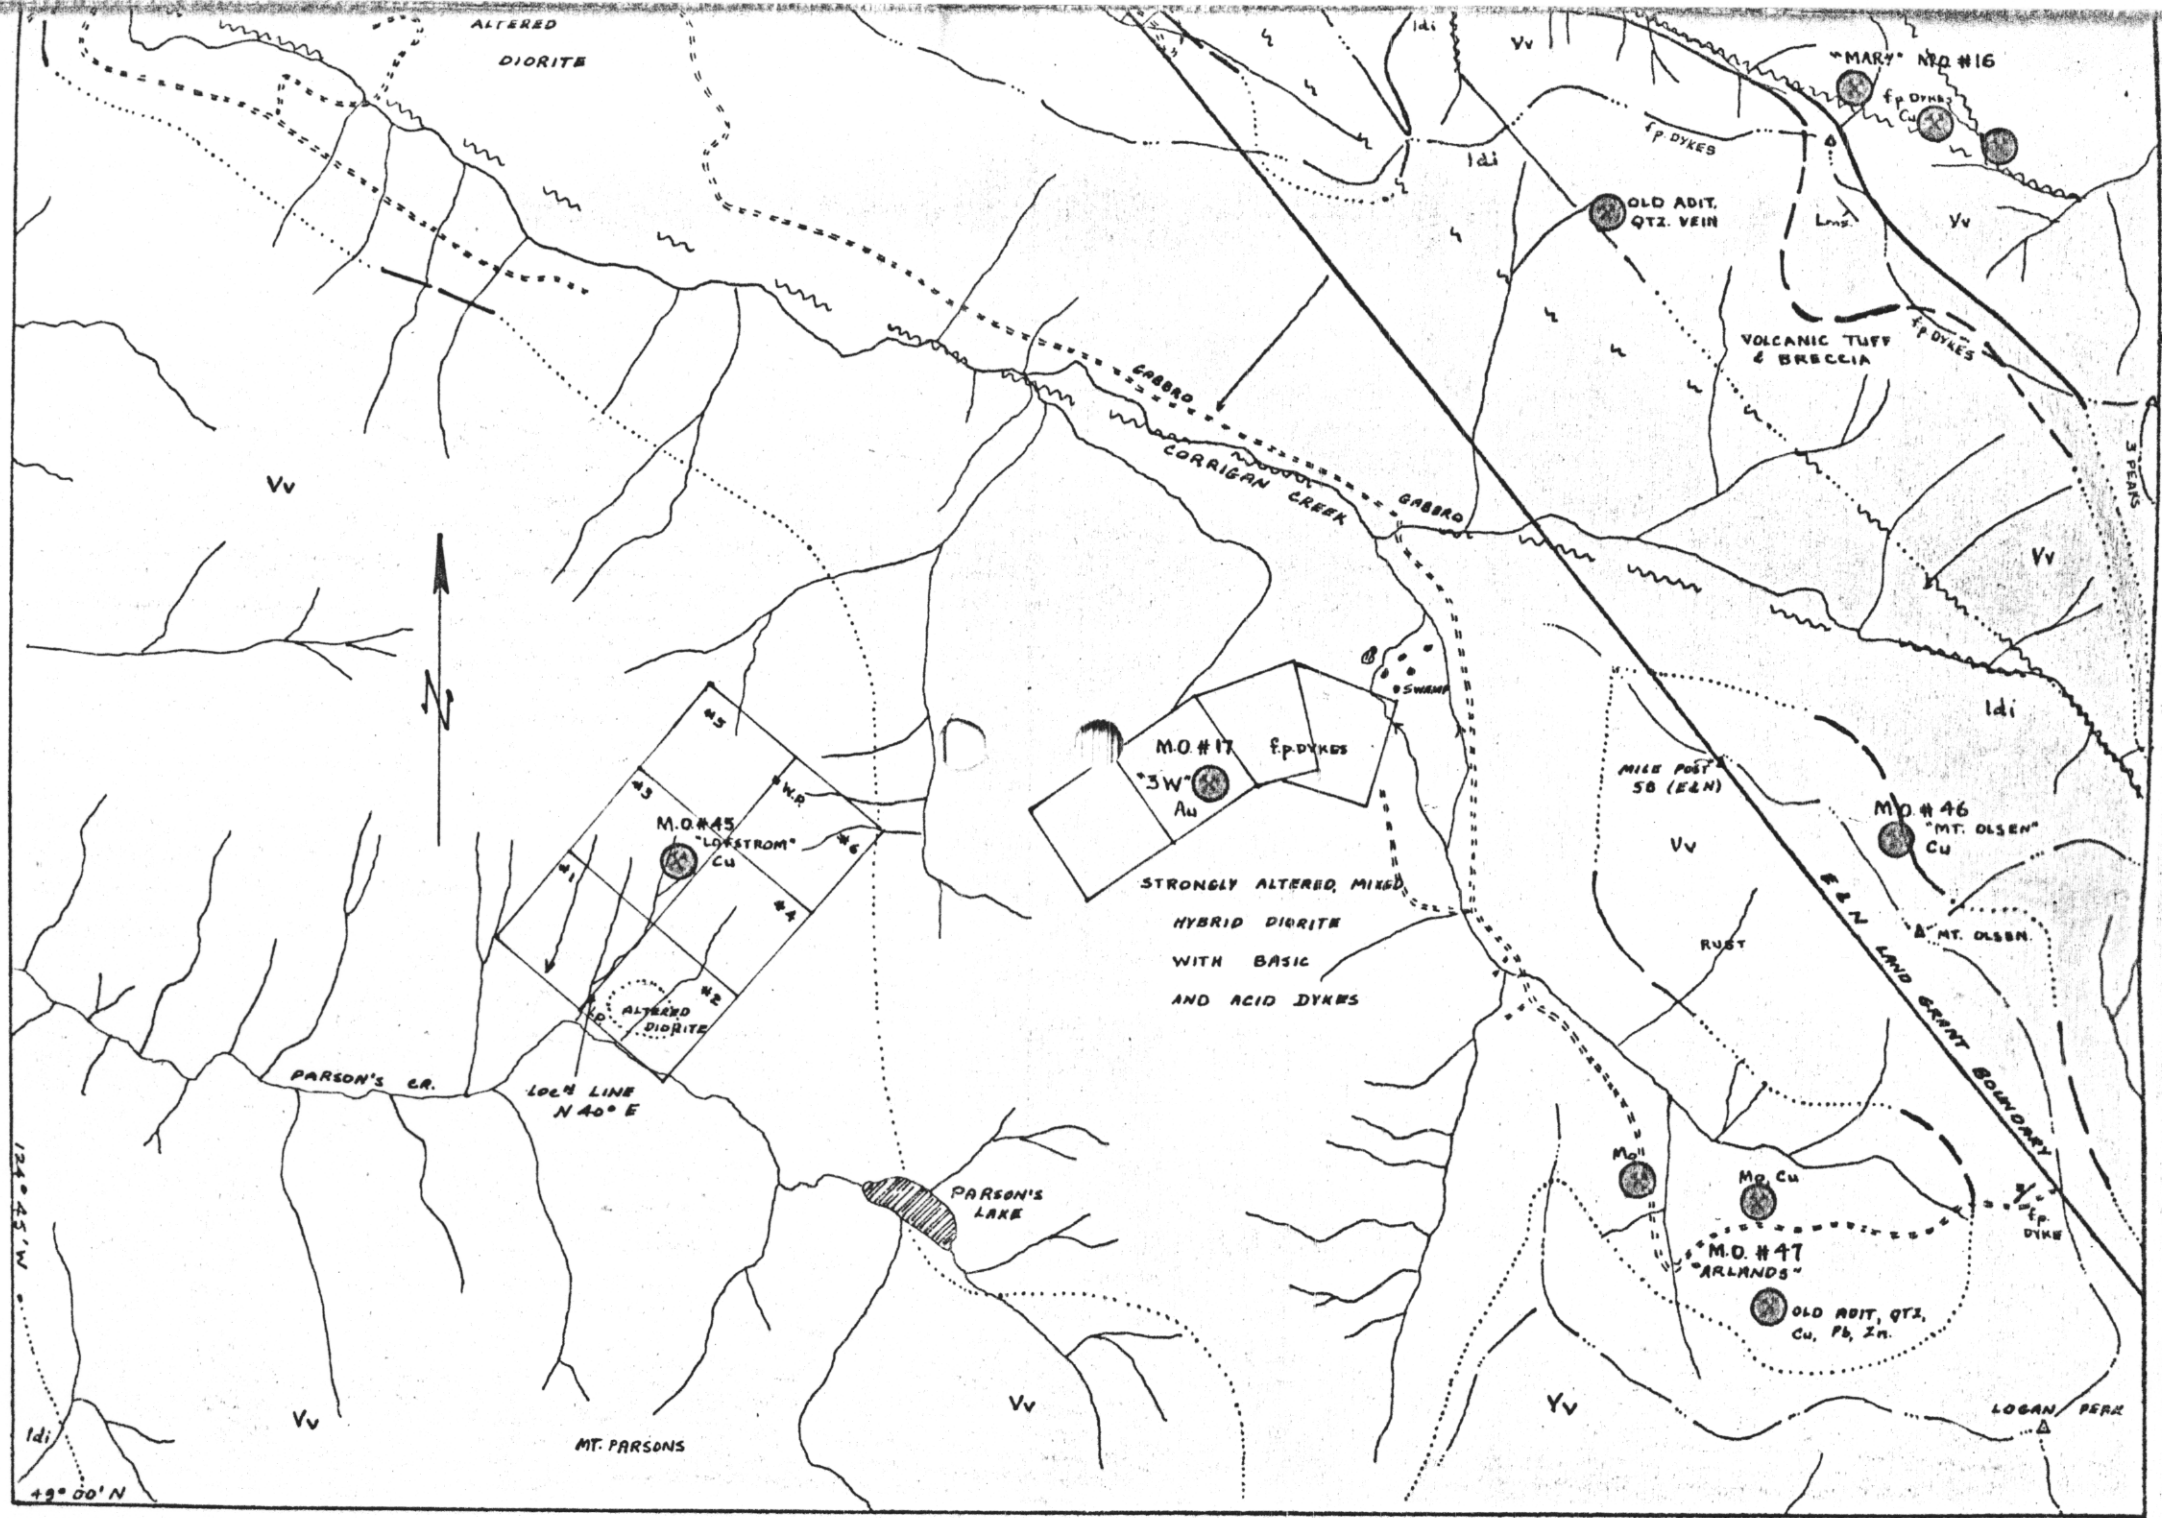 ALTERED
DIORITE
Idi
Vv
"MARY" M.O. #16
f.p. DYKES
Cu
f.p. DYKES
Idi
OLD ADIT,
QTZ. VEIN
Lms.
Vv
VOLCANIC TUFF
& BRECCIA
f.p. DYKES
3 PEAKS
GABBRO
CORRIGAN CREEK
GABBRO
Vv
Vv
N
SWAMP
Idi
#5
#3
W.P.
M.O. #45
"LOFSTROM"
Cu
#6
#1
#4
#2
ALTERED
DIORITE
I.P.
M.O. #17
f.p. DYKES
"3W"
Au
MILE POST
58 (E&N)
M.O. #46
"MT. OLSEN"
Cu
Vv
STRONGLY ALTERED, MIXED
HYBRID DIORITE
WITH BASIC
AND ACID DYKES
RUST
MT. OLSEN.
E & N LAND GRANT BOUNDARY
PARSON'S CR.
LOC'N LINE
N 40° E
124° 45' W
PARSON'S
LAKE
Mo
Mo, Cu
f.p.
DYKE
M.O. #47
"ARLANDS"
OLD ADIT, QTZ,
Cu, Pb, Zn.
Vv
Vv
Vv
LOGAN PEAK
Idi
MT. PARSONS
49° 00' N